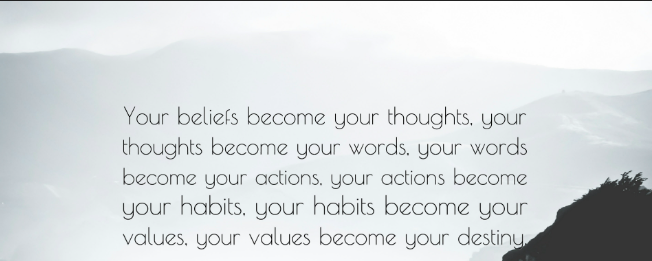 Your beliefs become your thoughts, your
thoughts become your words, your words
become your actions, your actions become
your habits, your habits become your
values, your values become your destiny.